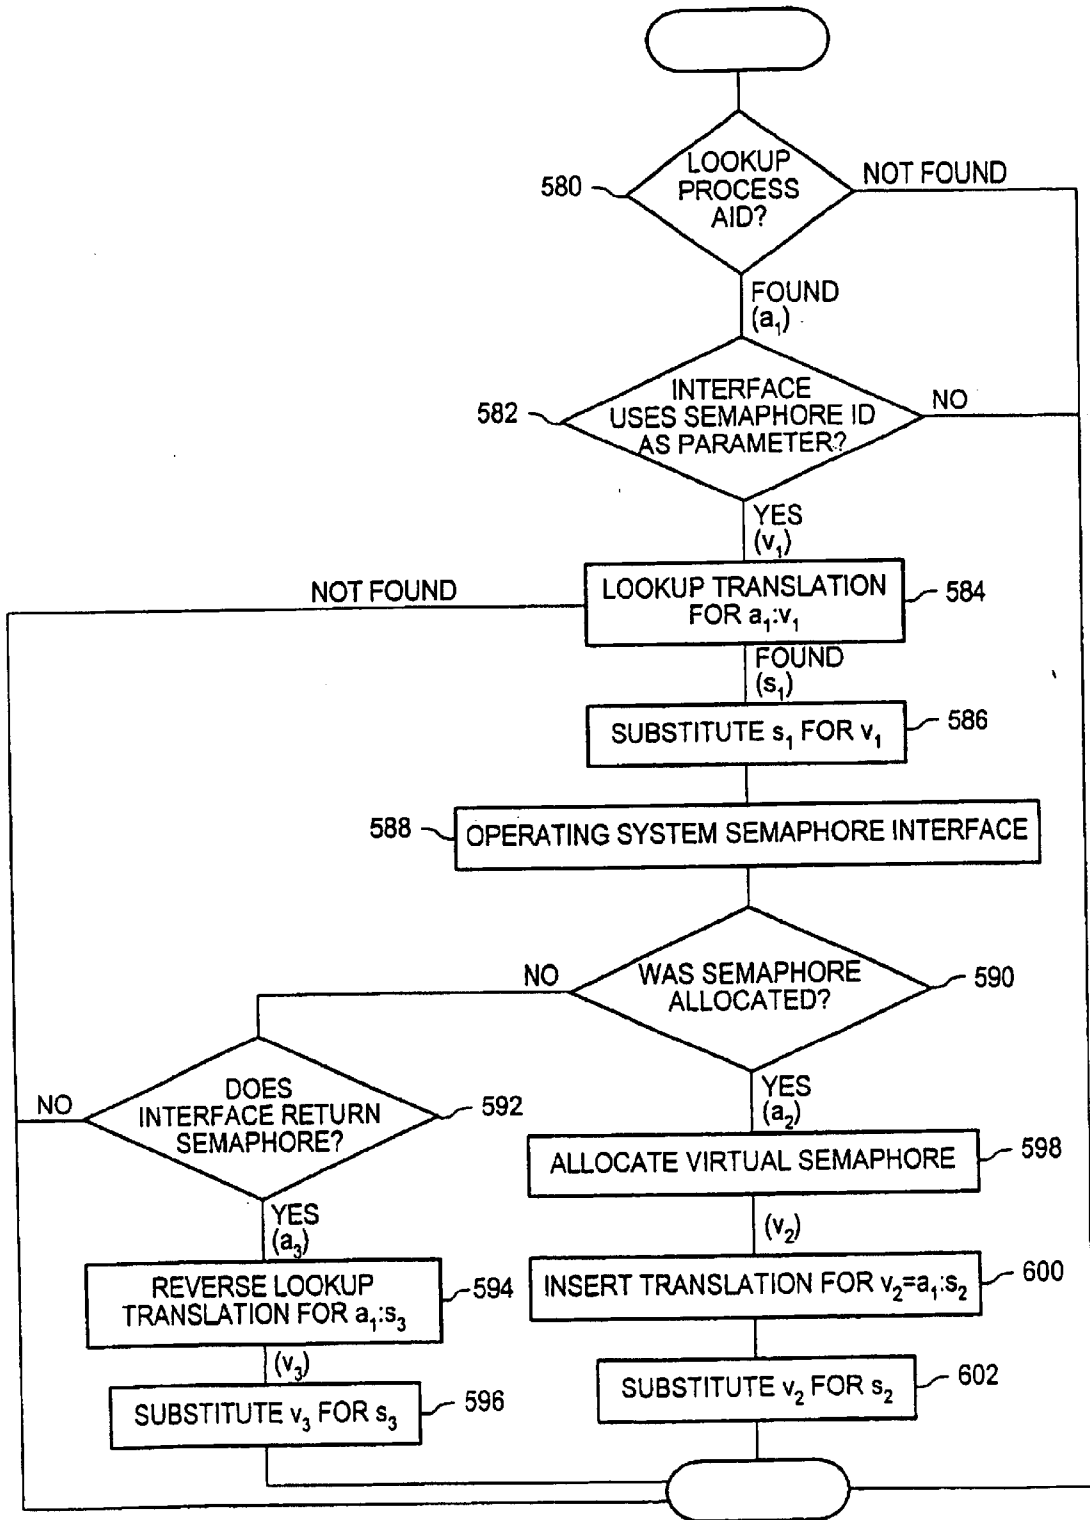 LOOKUP
PROCESS
AID?
580
NOT FOUND
FOUND
(a₁)
INTERFACE
USES SEMAPHORE ID
AS PARAMETER?
582
NO
YES
(v₁)
NOT FOUND
LOOKUP TRANSLATION
FOR a₁:v₁
584
FOUND
(s₁)
SUBSTITUTE s₁ FOR v₁
586
588
OPERATING SYSTEM SEMAPHORE INTERFACE
NO
WAS SEMAPHORE
ALLOCATED?
590
NO
DOES
INTERFACE RETURN
SEMAPHORE?
592
YES
(a₂)
ALLOCATE VIRTUAL SEMAPHORE
598
YES
(a₃)
(v₂)
REVERSE LOOKUP
TRANSLATION FOR a₁:s₃
594
INSERT TRANSLATION FOR v₂=a₁:s₂
600
(v₃)
SUBSTITUTE v₃ FOR s₃
596
SUBSTITUTE v₂ FOR s₂
602